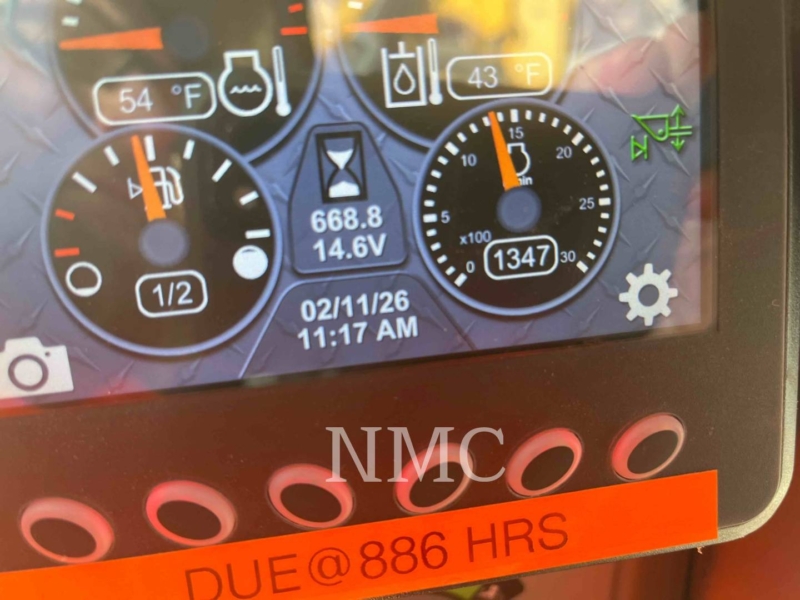 54 °F
43 °F
15
10
20
min
5
25
x100
0
1347
30
668.8
14.6V
1/2
02/11/26
11:17 AM
NMC
DUE@886 HRS